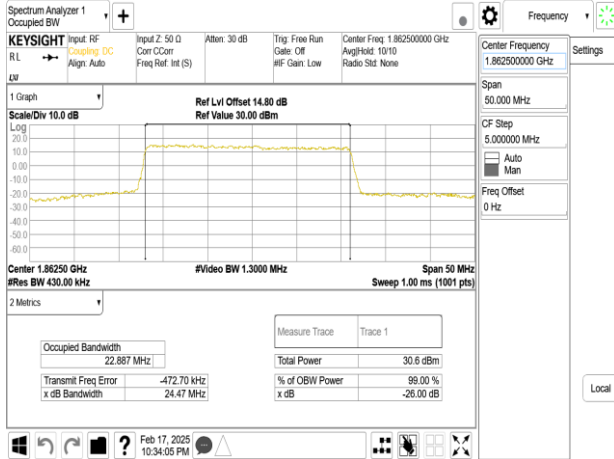 Spectrum Analyzer 1
Occupied BW
+
Frequency
KEYSIGHT
RL
LXI
Input: RF
Coupling: DC
Align: Auto
Input Z: 50 Ω
Corr CCorr
Freq Ref: Int (S)
Atten: 30 dB
Trig: Free Run
Gate: Off
#IF Gain: Low
Center Freq: 1.862500000 GHz
Avg|Hold: 10/10
Radio Std: None
Center Frequency
1.862500000 GHz
Settings
Span
50.000 MHz
CF Step
5.000000 MHz
Auto
Man
Freq Offset
0 Hz
Local
1 Graph
Scale/Div 10.0 dB
Ref Lvl Offset 14.80 dB
Ref Value 30.00 dBm
Log
20.0
10.0
0.00
-10.0
-20.0
-30.0
-40.0
-50.0
-60.0
Center 1.86250 GHz
#Res BW 430.00 kHz
#Video BW 1.3000 MHz
Span 50 MHz
Sweep 1.00 ms (1001 pts)
2 Metrics
Measure Trace Trace 1
Occupied Bandwidth
22.887 MHz
Total Power 30.6 dBm
Transmit Freq Error -472.70 kHz
% of OBW Power 99.00 %
x dB Bandwidth 24.47 MHz
x dB -26.00 dB
?
Feb 17, 2025
10:34:05 PM